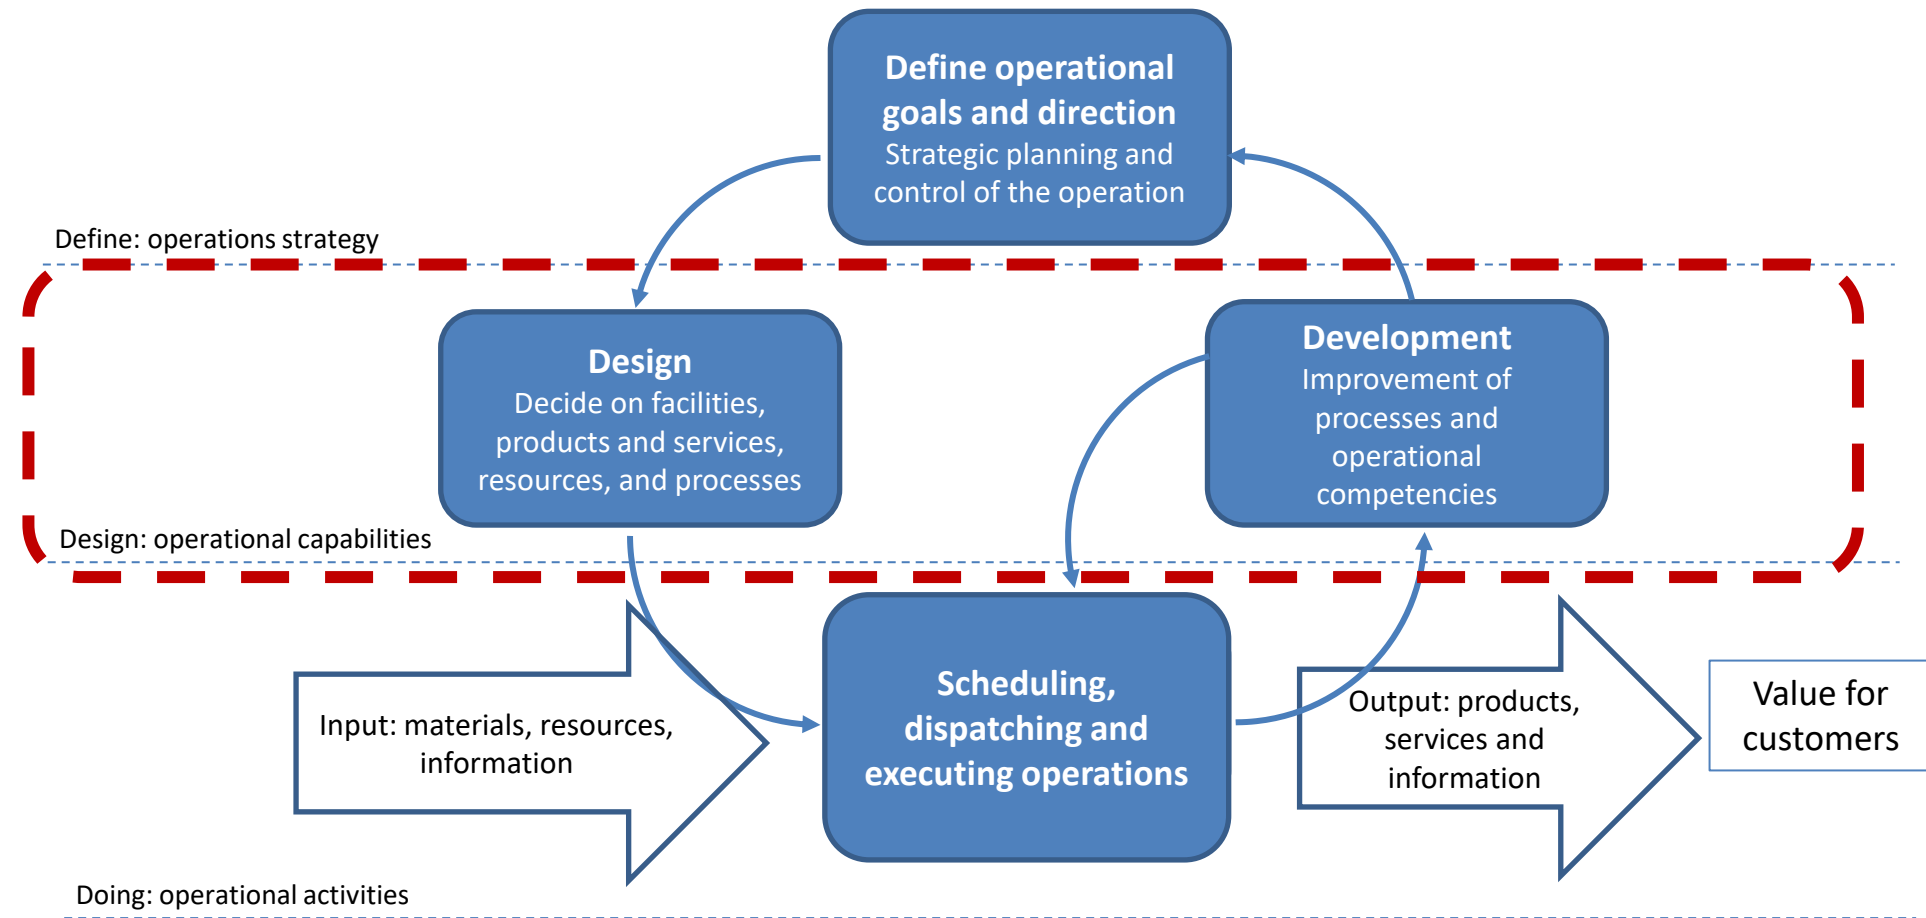 Define operational
goals and direction
Strategic planning and
control of the operation
Define: operations strategy
Design
Decide on facilities,
products and services,
resources, and processes
Development
Improvement of
processes and
operational
competencies
Design: operational capabilities
Input: materials, resources,
information
Scheduling,
dispatching and
executing operations
Output: products,
services and
information
Value for
customers
Doing: operational activities